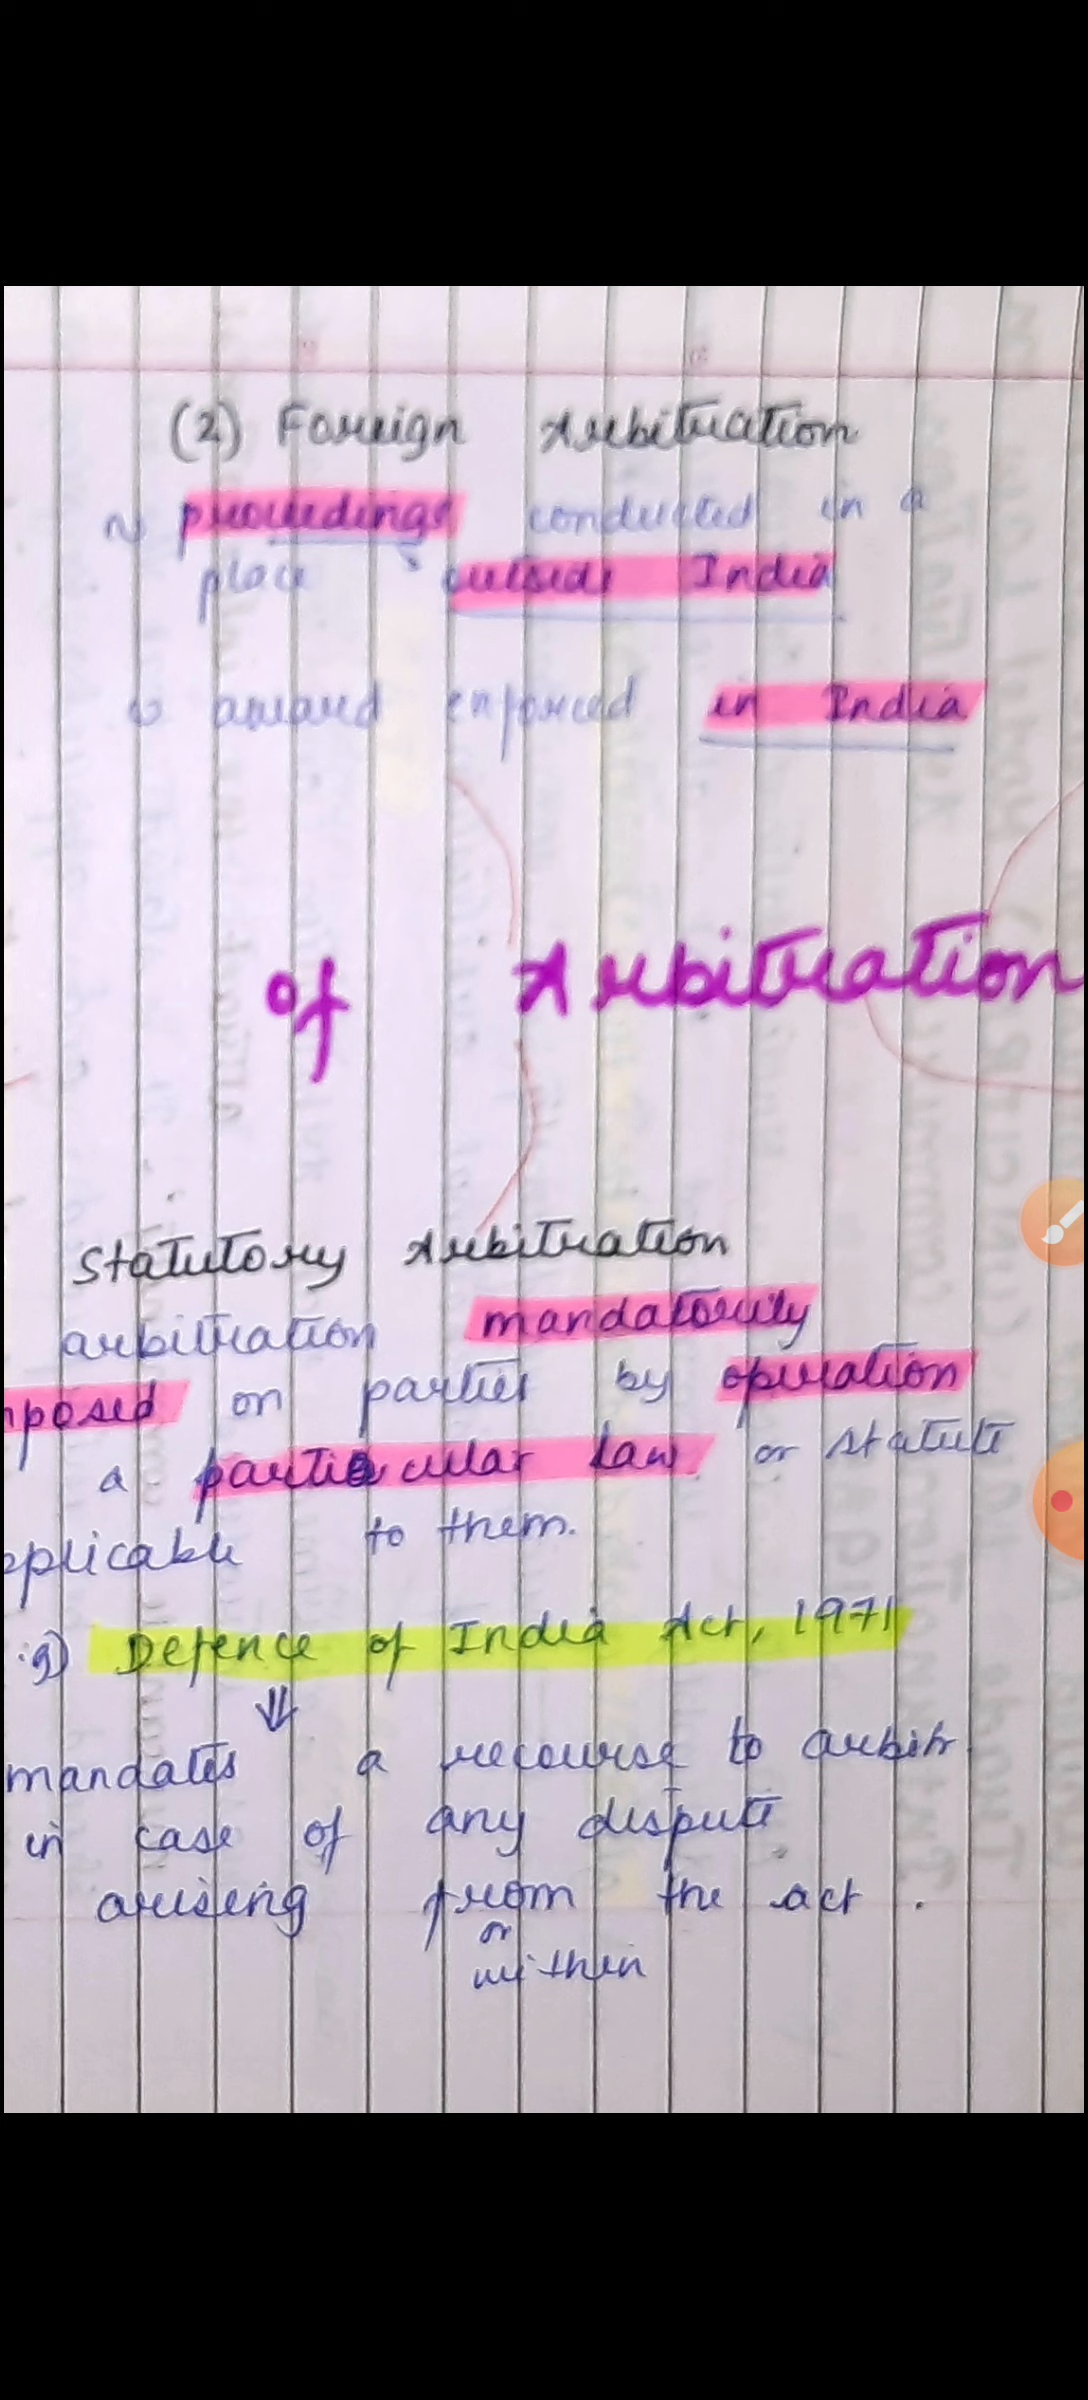 (2) Foreign Arbitration
proceedings conducted in a
place outside India
award enforced in India
of Arbitration
Statutory Arbitration
arbitration mandatorily
mposed on parties by operation
a particular law or statute
pplicable to them.
.g) Defence of India Act, 1971
mandates a recourse to arbitr.
in case of any dispute
arising from the act.
or
within